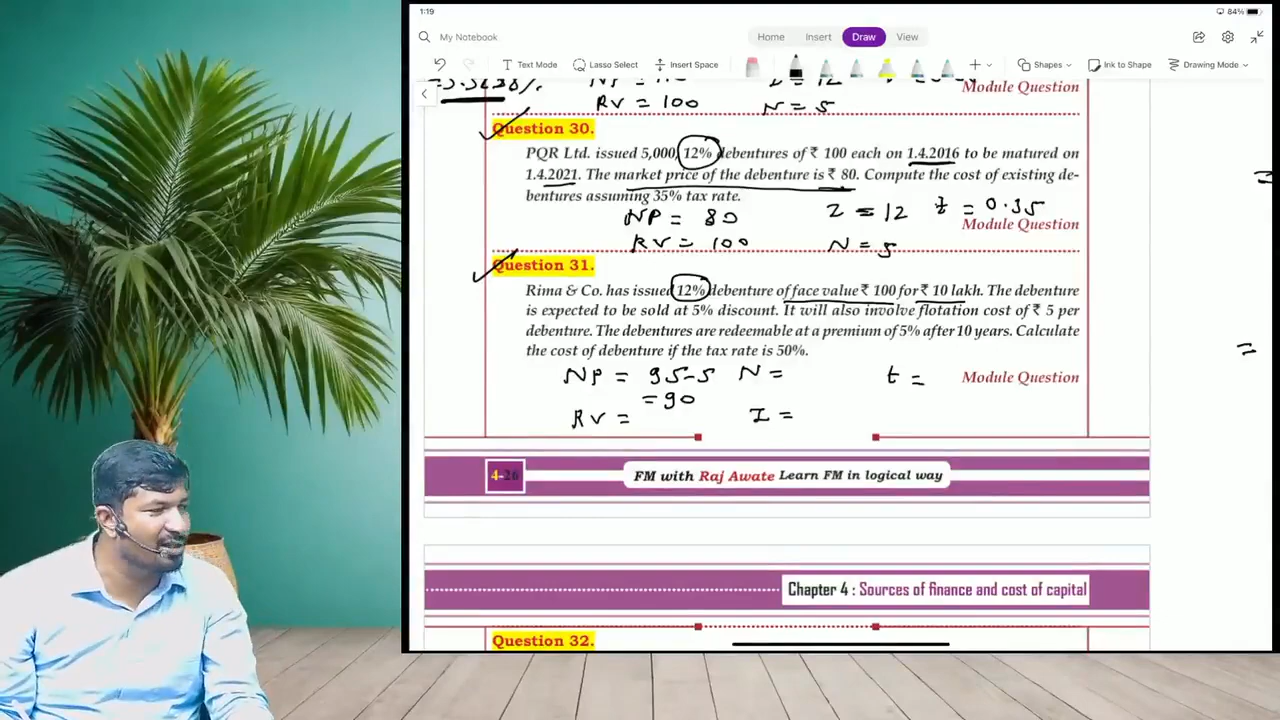 1:19
84%
My Notebook
Home Insert Draw View
Text Mode Lasso Select Insert Space Shapes Ink to Shape Drawing Mode
Module Question
RV = 100 N = 5
Question 30.
PQR Ltd. issued 5,000, 12% debentures of ₹ 100 each on 1.4.2016 to be matured on
1.4.2021. The market price of the debenture is ₹ 80. Compute the cost of existing de-
bentures assuming 35% tax rate.
NP = 80 I = 12 t = 0.35
Module Question
RV = 100 N = 5
Question 31.
Rima & Co. has issued 12% debenture of face value ₹ 100 for ₹ 10 lakh. The debenture
is expected to be sold at 5% discount. It will also involve flotation cost of ₹ 5 per
debenture. The debentures are redeemable at a premium of 5% after 10 years. Calculate
the cost of debenture if the tax rate is 50%.
NP = 95-5 N = t = Module Question
= 90
RV = I =
4-26 FM with Raj Awate Learn FM in logical way
Chapter 4 : Sources of finance and cost of capital
Question 32.